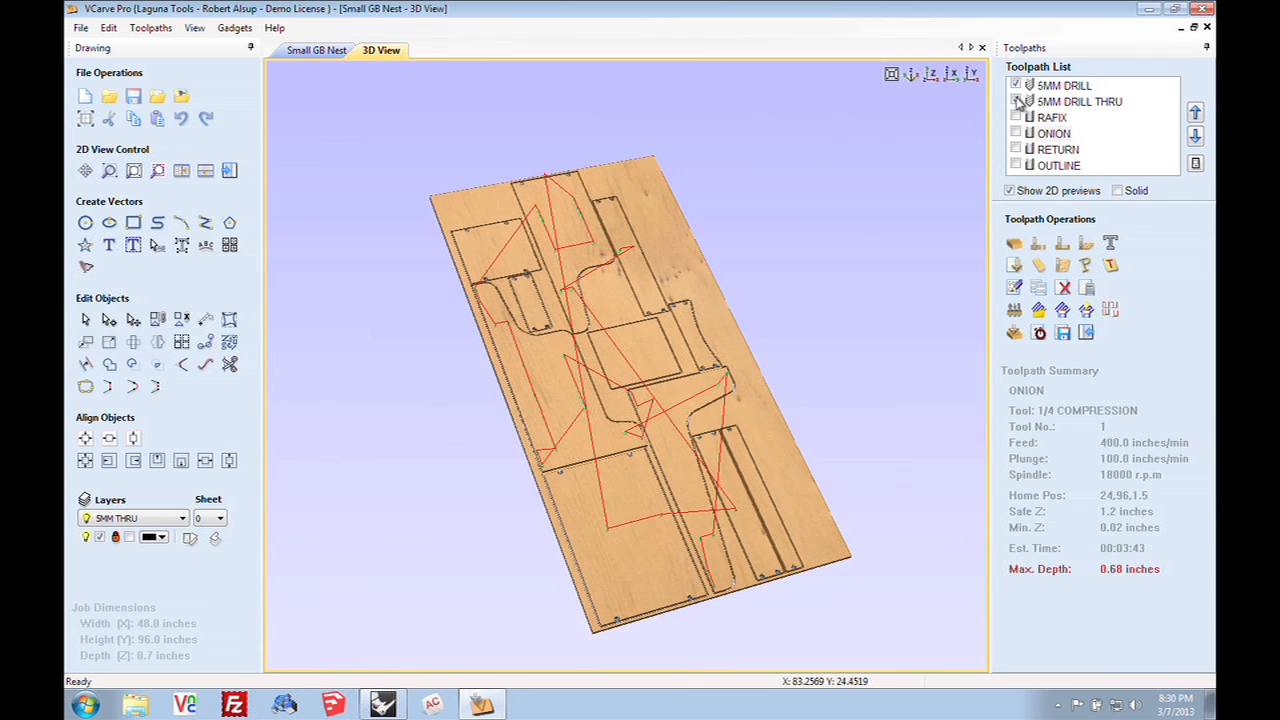 VCarve Pro (Laguna Tools - Robert Alsup - Demo License ) - [Small GB Nest - 3D View]
File Edit Toolpaths View Gadgets Help
Drawing
File Operations
2D View Control
Create Vectors
Edit Objects
Align Objects
Layers Sheet
5MM THRU 0
Job Dimensions
Width (X): 48.0 inches
Height (Y): 96.0 inches
Depth (Z): 0.7 inches
Small GB Nest 3D View
Z X Y
Toolpaths
Toolpath List
5MM DRILL
5MM DRILL THRU
RAFIX
ONION
RETURN
OUTLINE
Show 2D previews Solid
Toolpath Operations
Toolpath Summary
ONION
Tool: 1/4 COMPRESSION
Tool No.: 1
Feed: 400.0 inches/min
Plunge: 100.0 inches/min
Spindle: 18000 r.p.m
Home Pos: 24,96,1.5
Safe Z: 1.2 inches
Min. Z: 0.02 inches
Est. Time: 00:03:43
Max. Depth: 0.68 inches
Ready X: 83.2569 Y: 24.4519
8:30 PM
3/7/2013